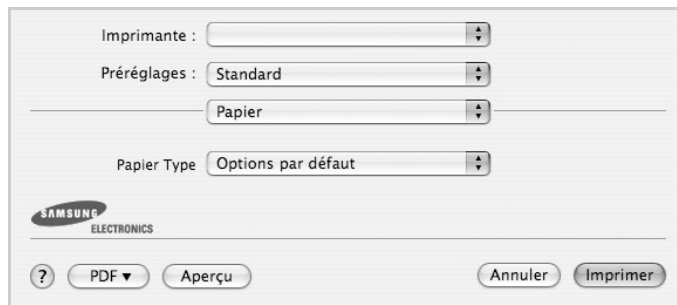 Imprimante :
Préréglages : Standard
Papier
Papier Type Options par défaut
SAMSUNG
ELECTRONICS
? PDF ▼ Aperçu Annuler Imprimer